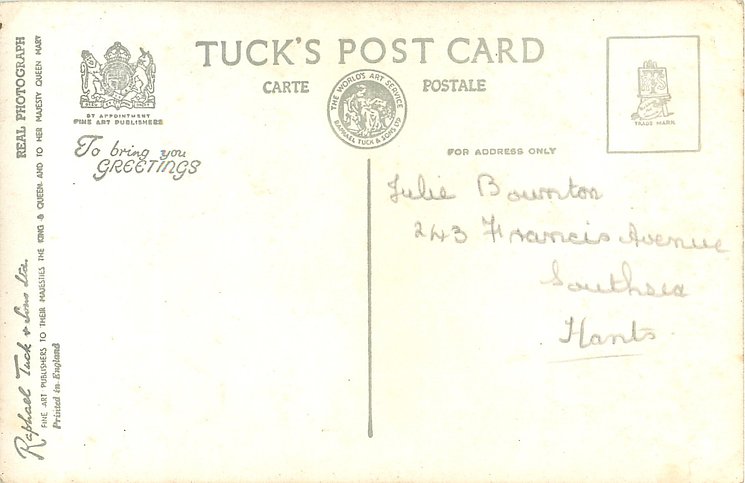 TUCK'S POST CARD
CARTE POSTALE
THE WORLD'S ART SERVICE
RAPHAEL TUCK & SONS LTD
BY APPOINTMENT
FINE ART PUBLISHERS
To bring you
GREETINGS
FOR ADDRESS ONLY
TRADE MARK
Julie Bounton
243 Francis Avenue
Southsea
Hants
REAL PHOTOGRAPH
Raphael Tuck & Sons Ltd.
FINE ART PUBLISHERS TO THEIR MAJESTIES THE KING & QUEEN AND TO HER MAJESTY QUEEN MARY
Printed in England